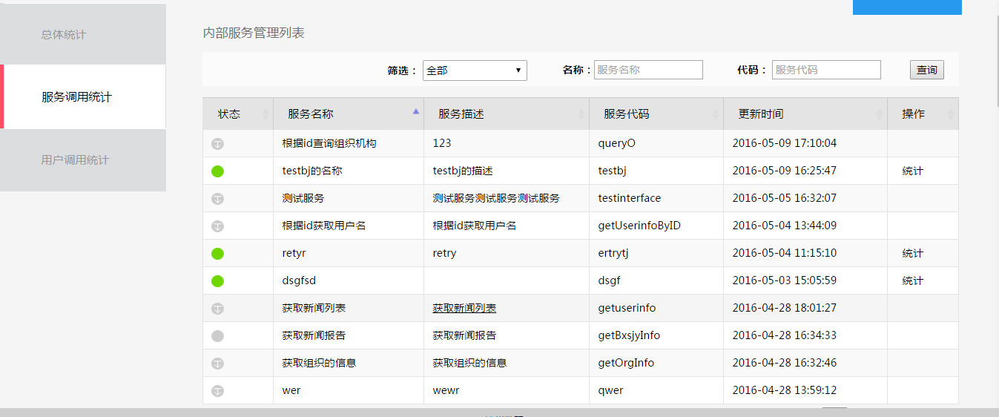 总体统计
服务调用统计
用户调用统计
内部服务管理列表
筛选： 全部 名称： 服务名称 代码： 服务代码 查询
状态 服务名称 服务描述 服务代码 更新时间 操作
根据id查询组织机构 123 queryO 2016-05-09 17:10:04
testbj的名称 testbj的描述 testbj 2016-05-09 16:25:47 统计
测试服务 测试服务测试服务测试服务 testinterface 2016-05-05 16:32:07
根据id获取用户名 根据id获取用户名 getUserinfoByID 2016-05-04 13:44:09
retyr retry ertrytj 2016-05-04 11:15:10 统计
dsgfsd dsgf 2016-05-03 15:05:59 统计
获取新闻列表 获取新闻列表 getuserinfo 2016-04-28 18:01:27
获取新闻报告 获取新闻报告 getBxsjyInfo 2016-04-28 16:34:33
获取组织的信息 获取组织的信息 getOrgInfo 2016-04-28 16:32:46
wer wewr qwer 2016-04-28 13:59:12